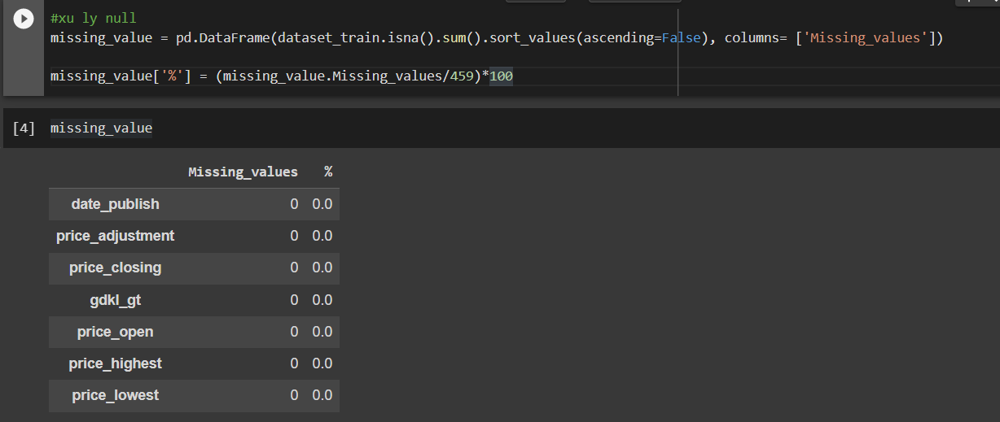 #xu ly null
missing_value = pd.DataFrame(dataset_train.isna().sum().sort_values(ascending=False), columns= ['Missing_values'])
missing_value['%'] = (missing_value.Missing_values/459)*100
[4] missing_value
Missing_values %
date_publish 0 0.0
price_adjustment 0 0.0
price_closing 0 0.0
gdkl_gt 0 0.0
price_open 0 0.0
price_highest 0 0.0
price_lowest 0 0.0